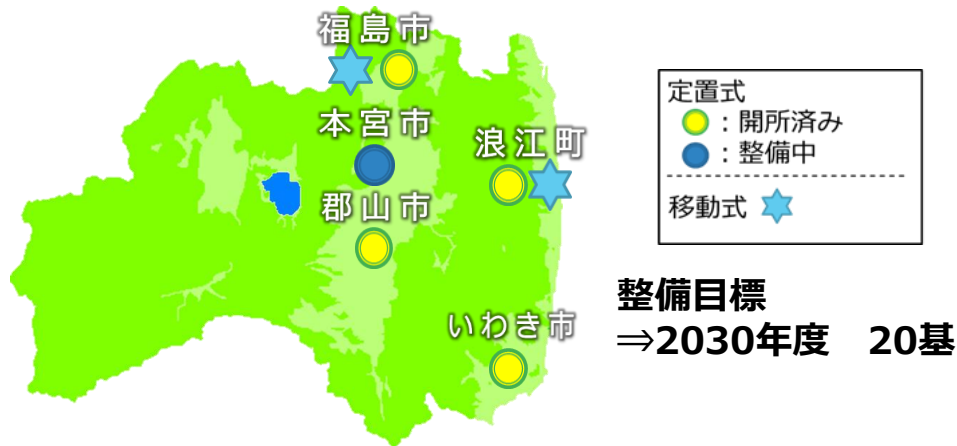 福島市
本宮市
浪江町
郡山市
いわき市
定置式
：開所済み
：整備中
移動式
整備目標
⇒2030年度　20基